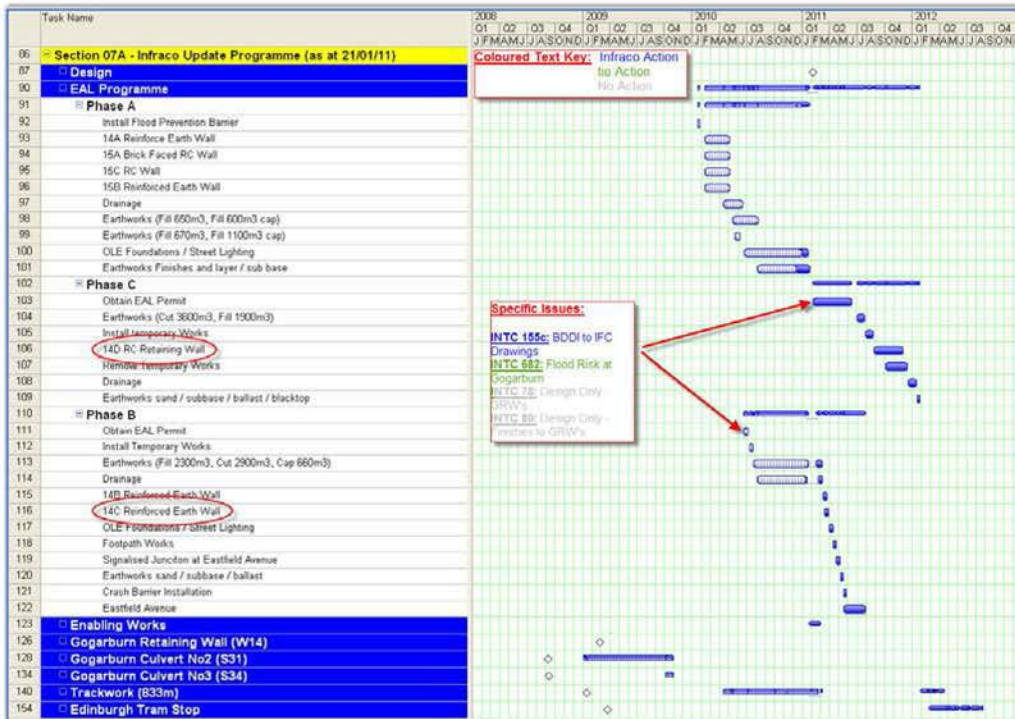 Task Name
2008 2009 2010 2011 2012
Q1 Q2 Q3 Q4 Q1 Q2 Q3 Q4 Q1 Q2 Q3 Q4 Q1 Q2 Q3 Q4 Q1 Q2 Q3 Q4
J F M A M J J A S O N D J F M A M J J A S O N D J F M A M J J A S O N D J F M A M J J A S O N D J F M A M J J A S O N D
86 Section 07A - Infraco Update Programme (as at 21/01/11)
87 Design
90 EAL Programme
91 Phase A
92 Install Flood Prevention Barrier
93 14A Reinforce Earth Wall
94 15A Brick Faced RC Wall
95 15C RC Wall
96 15B Reinforced Earth Wall
97 Drainage
98 Earthworks (Fill 650m3, Fill 600m3 cap)
99 Earthworks (Fill 670m3, Fill 1100m3 cap)
100 OLE Foundations / Street Lighting
101 Earthworks Finishes and layer / sub base
102 Phase C
103 Obtain EAL Permit
104 Earthworks (Cut 3600m3, Fill 1900m3)
105 Install temporary Works
106 14D RC Retaining Wall
107 Remove Temporary Works
108 Drainage
109 Earthworks sand / subbase / ballast / blacktop
110 Phase B
111 Obtain EAL Permit
112 Install Temporary Works
113 Earthworks (Fill 2300m3, Cut 2900m3, Cap 660m3)
114 Drainage
115 14B Reinforced Earth Wall
116 14C Reinforced Earth Wall
117 OLE Foundations / Street Lighting
118 Footpath Works
119 Signalised Junciton at Eastfield Avenue
120 Earthworks sand / subbase / ballast
121 Crash Barrier Installation
122 Eastfield Avenue
123 Enabling Works
126 Gogarburn Retaining Wall (W14)
128 Gogarburn Culvert No2 (S31)
134 Gogarburn Culvert No3 (S34)
140 Trackwork (833m)
154 Edinburgh Tram Stop
Coloured Text Key: Infraco Action
tie Action
No Action
Specific Issues:
INTC 155c: BDDI to IFC
Drawings
INTC 682: Flood Risk at
Gogarburn
INTC 78: Design Only -
GRW's
INTC 80: Design Only -
Finishes to GRW's